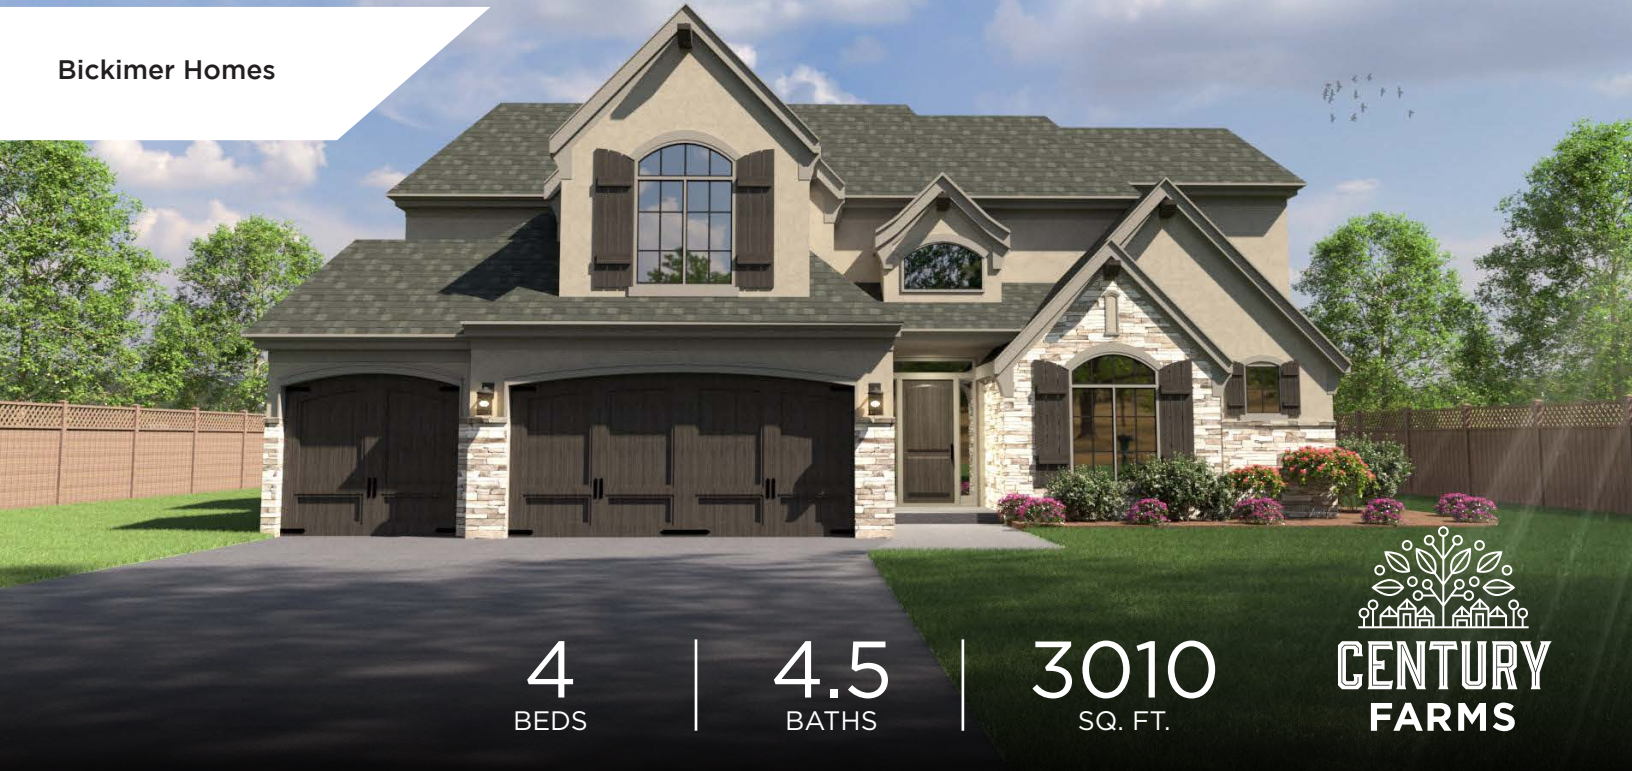 Bickimer Homes
4
BEDS
4.5
BATHS
3010
SQ. FT.
CENTURY
FARMS